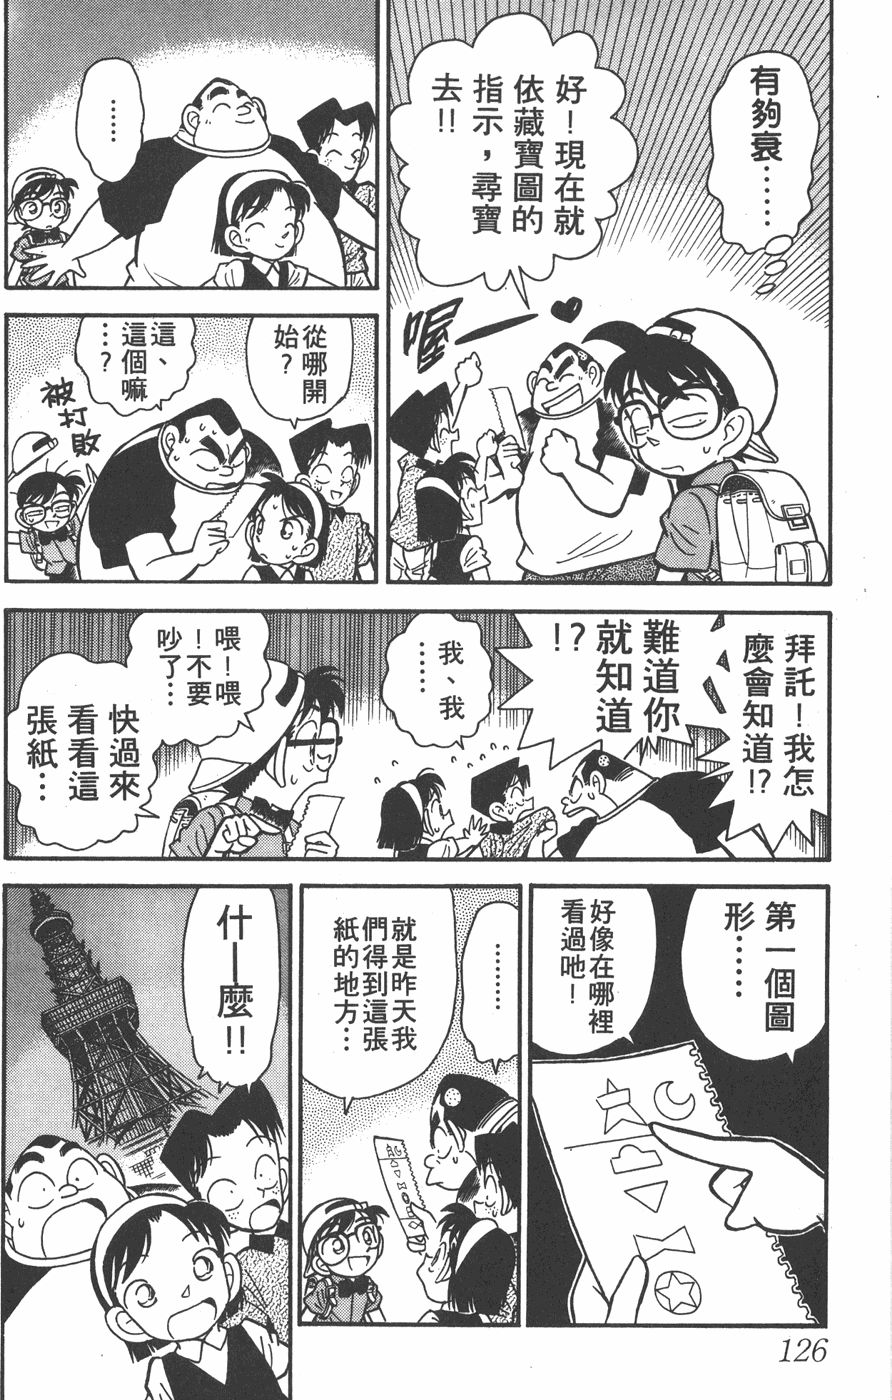 有夠衰……
好！現在就
依藏寶圖的
指示，尋寶
去!!
喔——
……
從哪開
始？
這、
這個嘛
…？
被打敗
拜託！我怎
麼會知道!?
難道你
就知道
!?
我、我
……
喂！喂
！不要
吵了…
快過來
看看這
張紙…
第一個圖
形……
好像在哪裡
看過吔！
………
就是昨天我
們得到這張
紙的地方…
什—麼!!
126